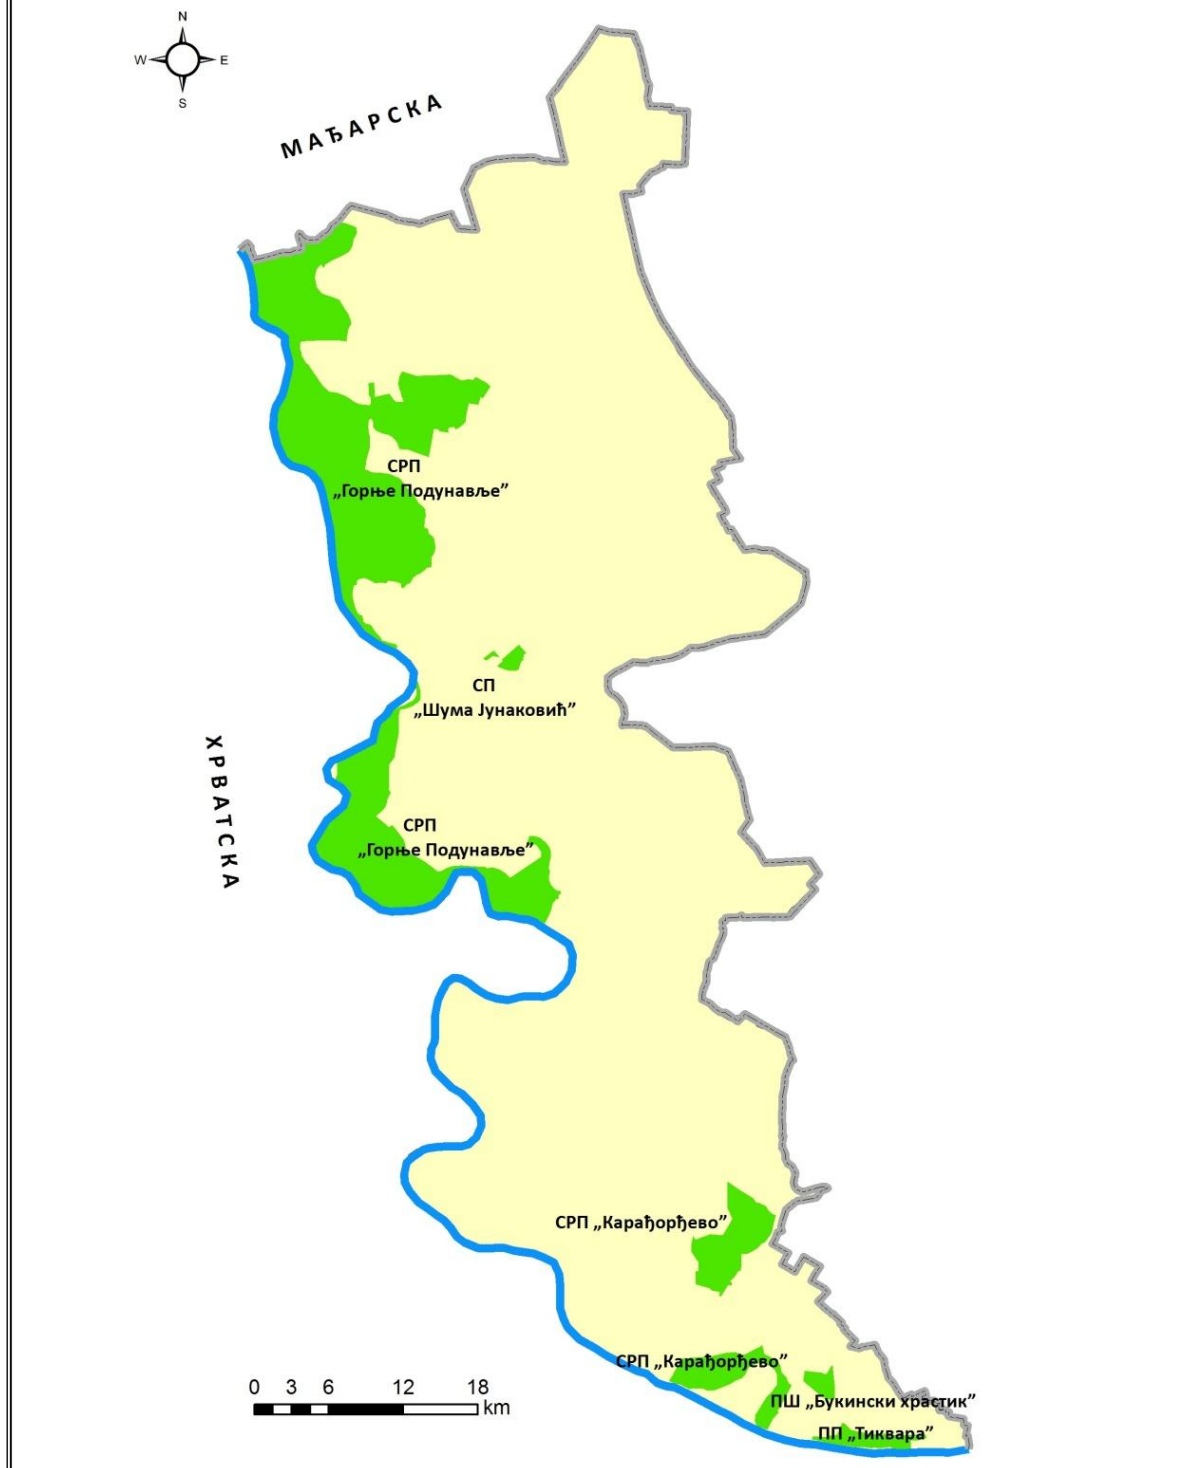 N
W E
S
МАЂАРСКА
СРП
„Горње Подунавље”
СП
„Шума Јунаковић”
ХРВАТСКА
СРП
„Горње Подунавље”
СРП „Карађорђево”
СРП „Карађорђево”
ПШ „Букински храстик”
ПП „Тиквара”
0 3 6 12 18
km